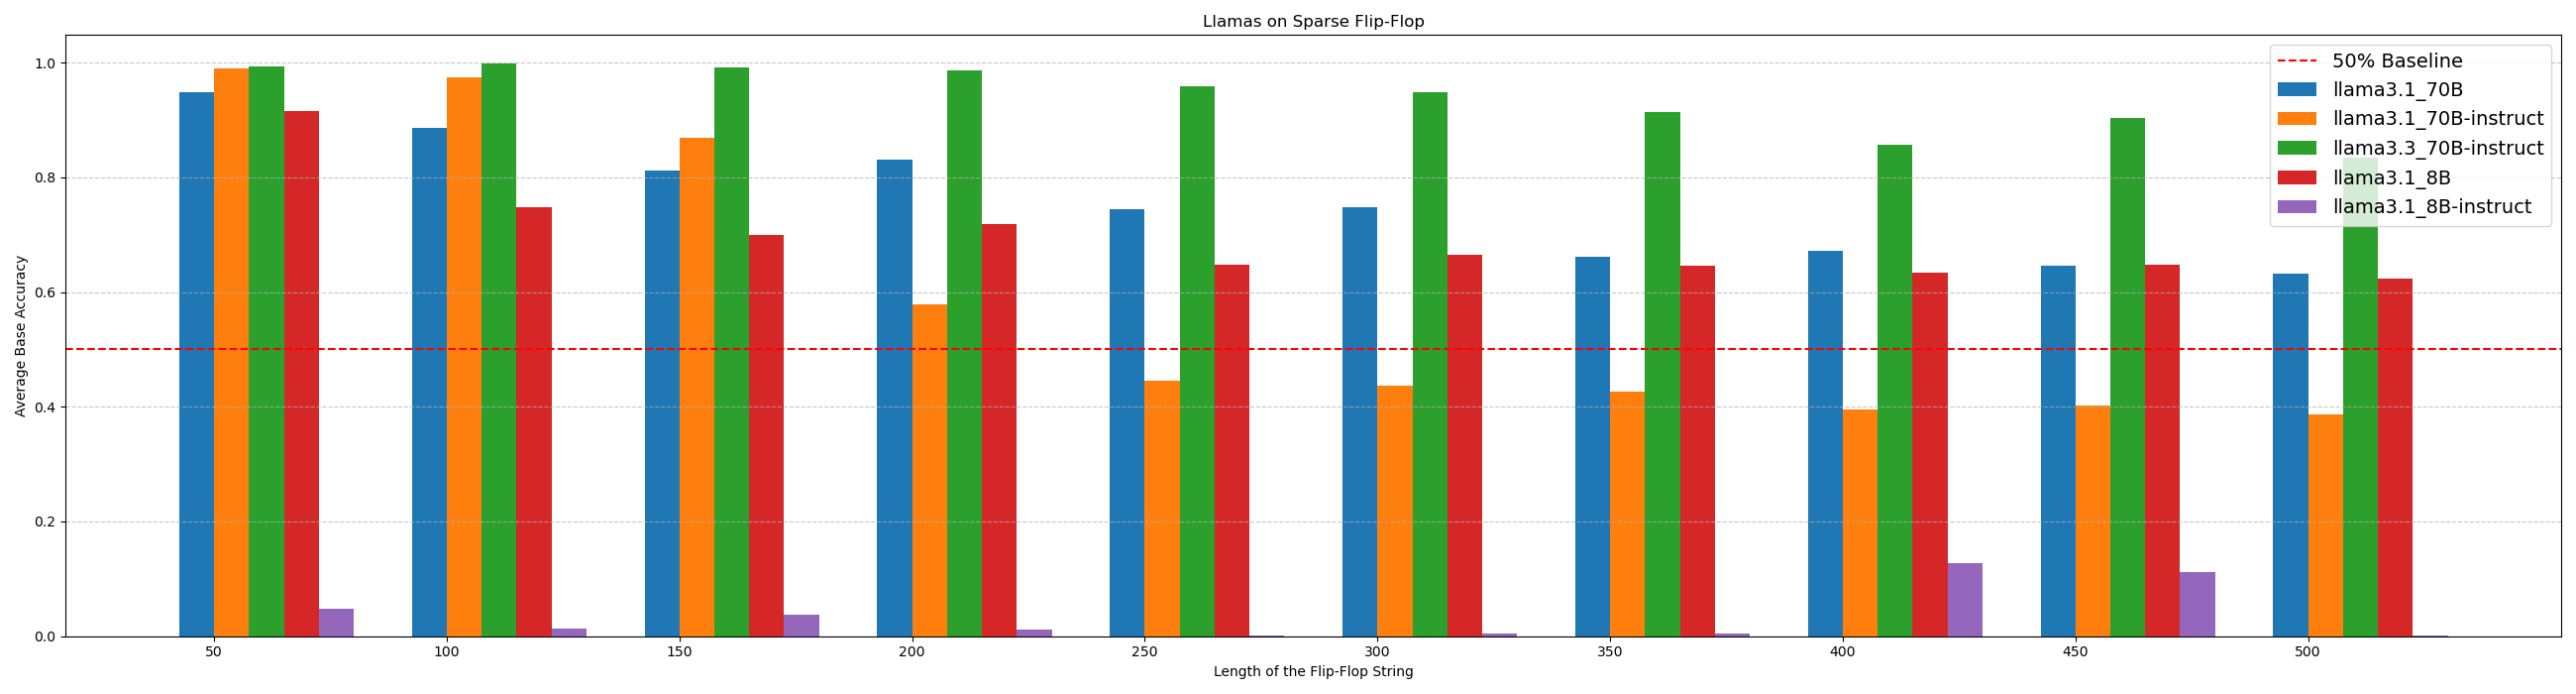 Llamas on Sparse Flip-Flop
1.0
0.8
0.6
0.4
0.2
0.0
Average Base Accuracy
50% Baseline
llama3.1_70B
llama3.1_70B-instruct
llama3.3_70B-instruct
llama3.1_8B
llama3.1_8B-instruct
50 100 150 200 250 300 350 400 450 500
Length of the Flip-Flop String